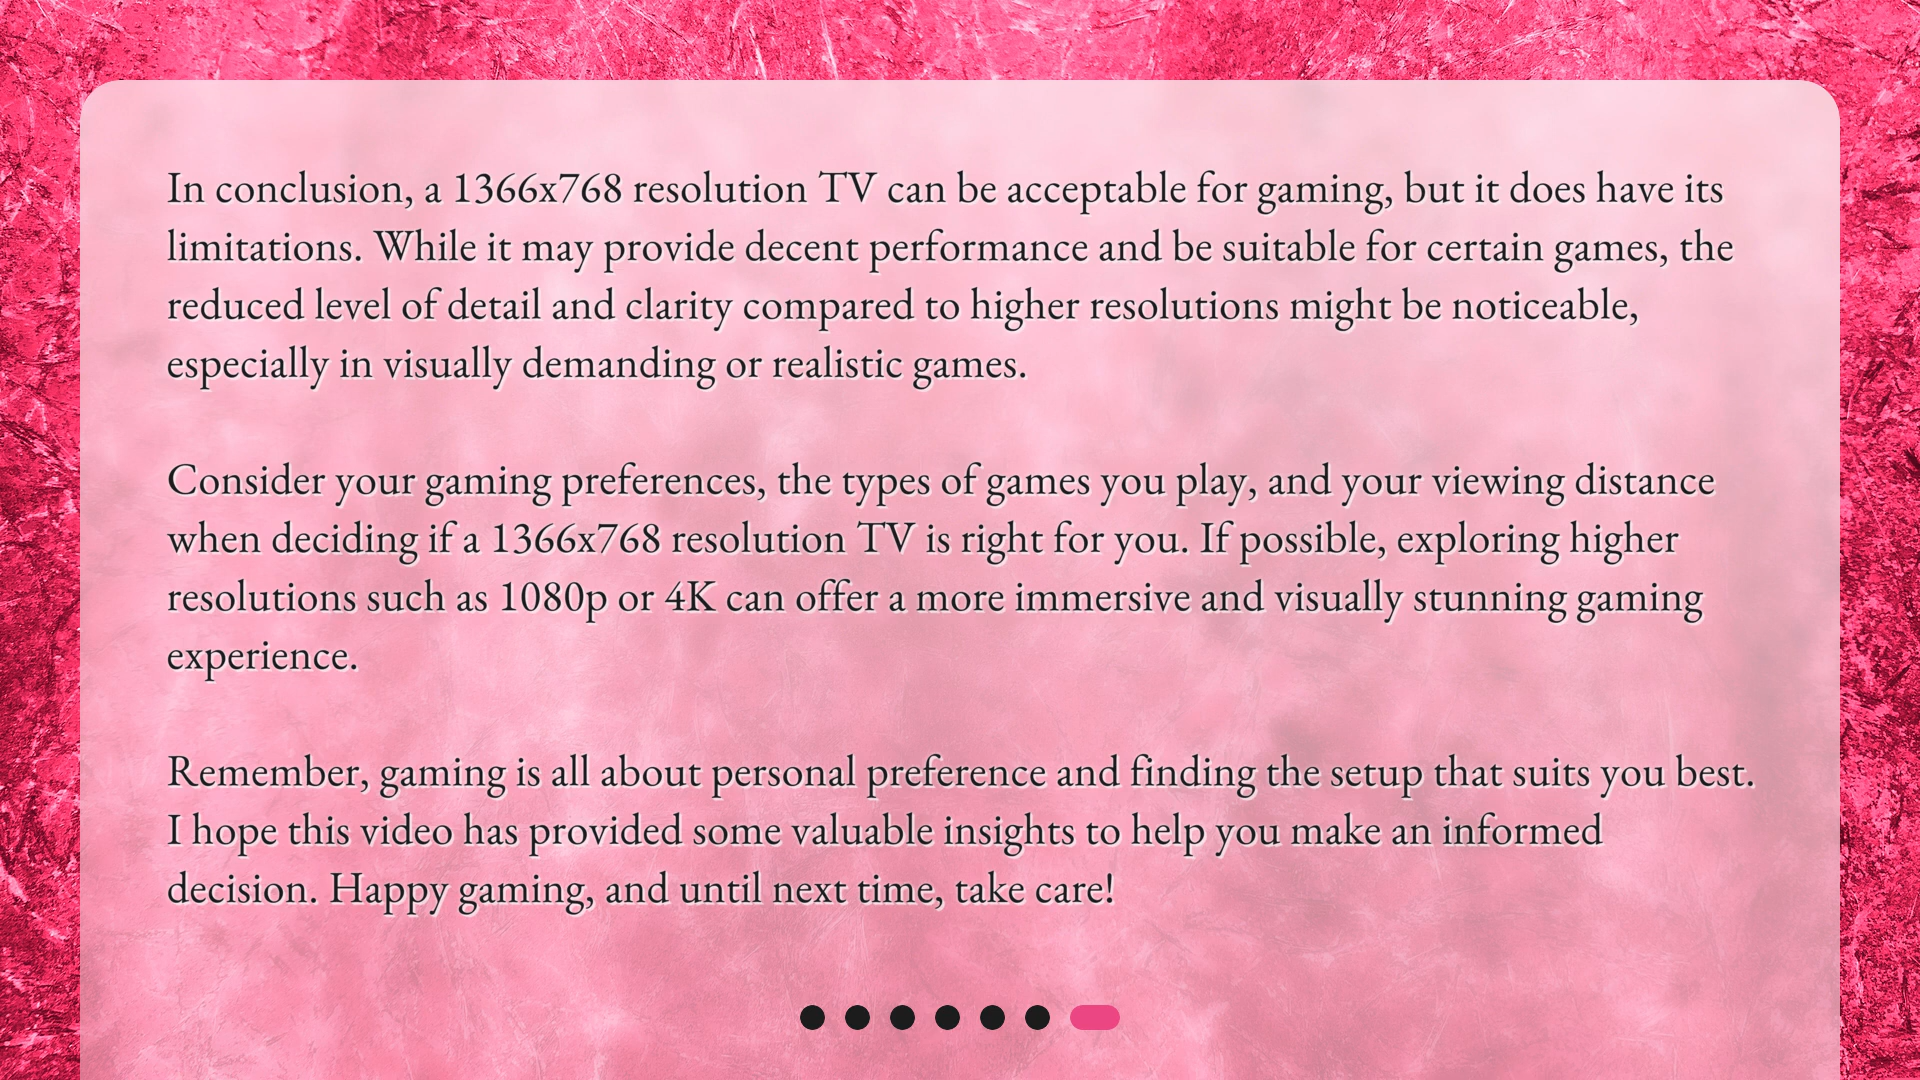 In conclusion, a 1366x768 resolution TV can be acceptable for gaming, but it does have its
limitations. While it may provide decent performance and be suitable for certain games, the
reduced level of detail and clarity compared to higher resolutions might be noticeable,
especially in visually demanding or realistic games.
Consider your gaming preferences, the types of games you play, and your viewing distance
when deciding if a 1366x768 resolution TV is right for you. If possible, exploring higher
resolutions such as 1080p or 4K can offer a more immersive and visually stunning gaming
experience.
Remember, gaming is all about personal preference and finding the setup that suits you best.
I hope this video has provided some valuable insights to help you make an informed
decision. Happy gaming, and until next time, take care!